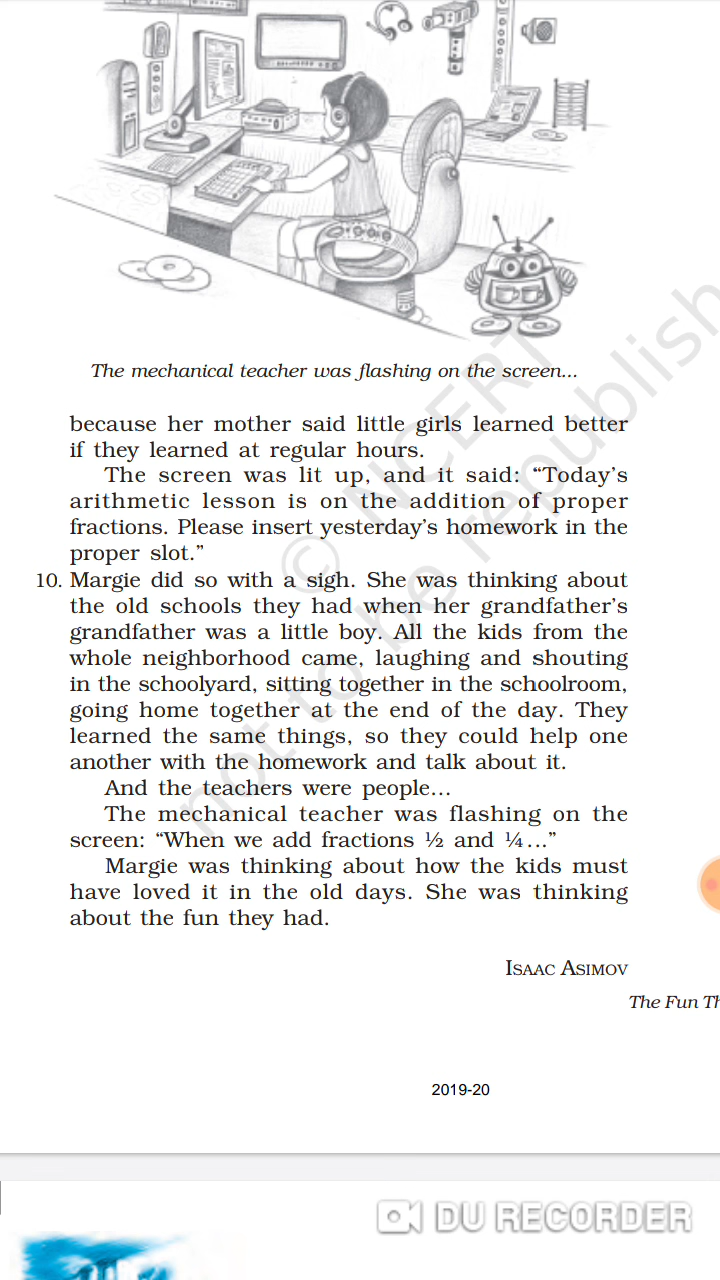 The mechanical teacher was flashing on the screen...
because her mother said little girls learned better
if they learned at regular hours.
The screen was lit up, and it said: “Today’s
arithmetic lesson is on the addition of proper
fractions. Please insert yesterday’s homework in the
proper slot.”
10. Margie did so with a sigh. She was thinking about
the old schools they had when her grandfather’s
grandfather was a little boy. All the kids from the
whole neighborhood came, laughing and shouting
in the schoolyard, sitting together in the schoolroom,
going home together at the end of the day. They
learned the same things, so they could help one
another with the homework and talk about it.
And the teachers were people...
The mechanical teacher was flashing on the
screen: “When we add fractions ½ and ¼...”
Margie was thinking about how the kids must
have loved it in the old days. She was thinking
about the fun they had.
ISAAC ASIMOV
The Fun Th
2019-20
© NCERT
not to be republish
DU RECORDER